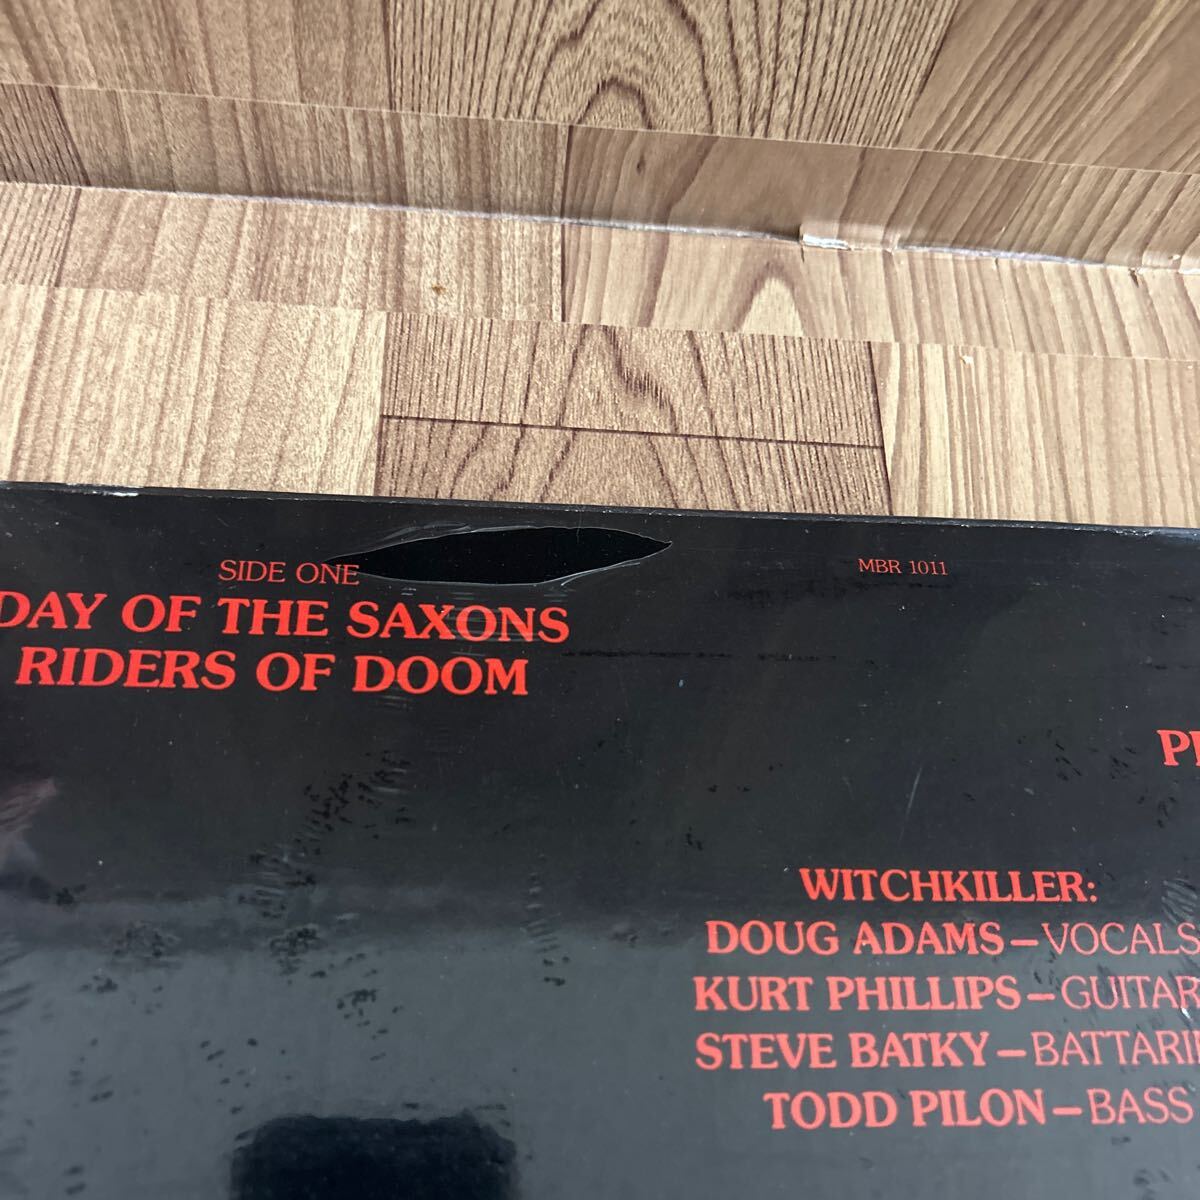 SIDE ONE
DAY OF THE SAXONS
RIDERS OF DOOM
MBR 1011
WITCHKILLER:
DOUG ADAMS – VOCALS
KURT PHILLIPS – GUITAR
STEVE BATKY – BATTARI
TODD PILON – BASS